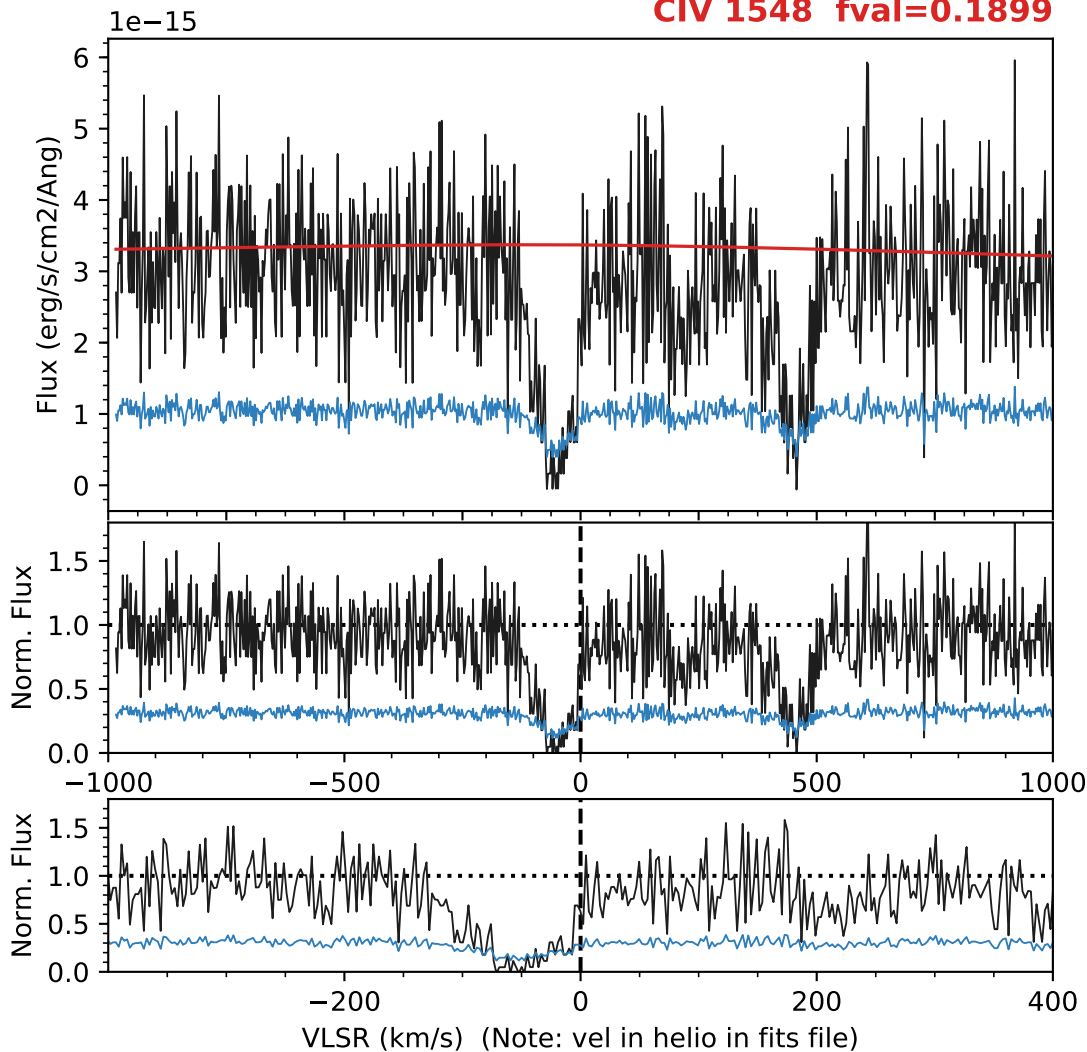 1e−15
CIV 1548 fval=0.1899
6
5
4
3
2
1
0
Flux (erg/s/cm2/Ang)
1.5
1.0
0.5
0.0
Norm. Flux
−1000 −500 0 500 1000
1.5
1.0
0.5
0.0
Norm. Flux
−200 0 200 400
VLSR (km/s) (Note: vel in helio in fits file)